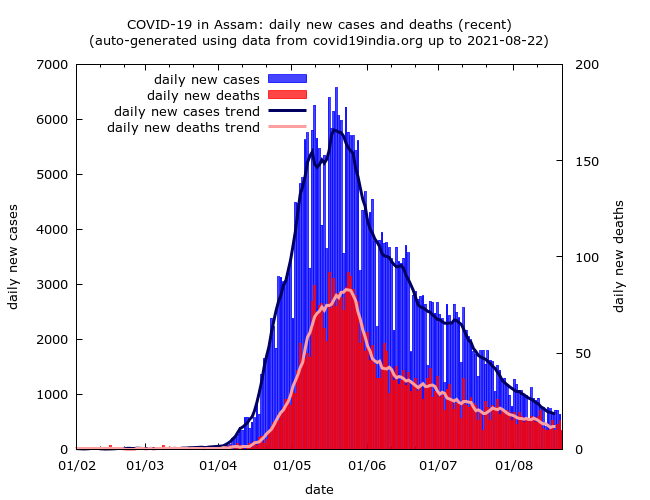 COVID-19 in Assam: daily new cases and deaths (recent)
(auto-generated using data from covid19india.org up to 2021-08-22)
daily new cases
daily new deaths
daily new cases trend
daily new deaths trend
7000
6000
5000
4000
3000
2000
1000
0
200
150
100
50
0
daily new cases
daily new deaths
01/02 01/03 01/04 01/05 01/06 01/07 01/08
date